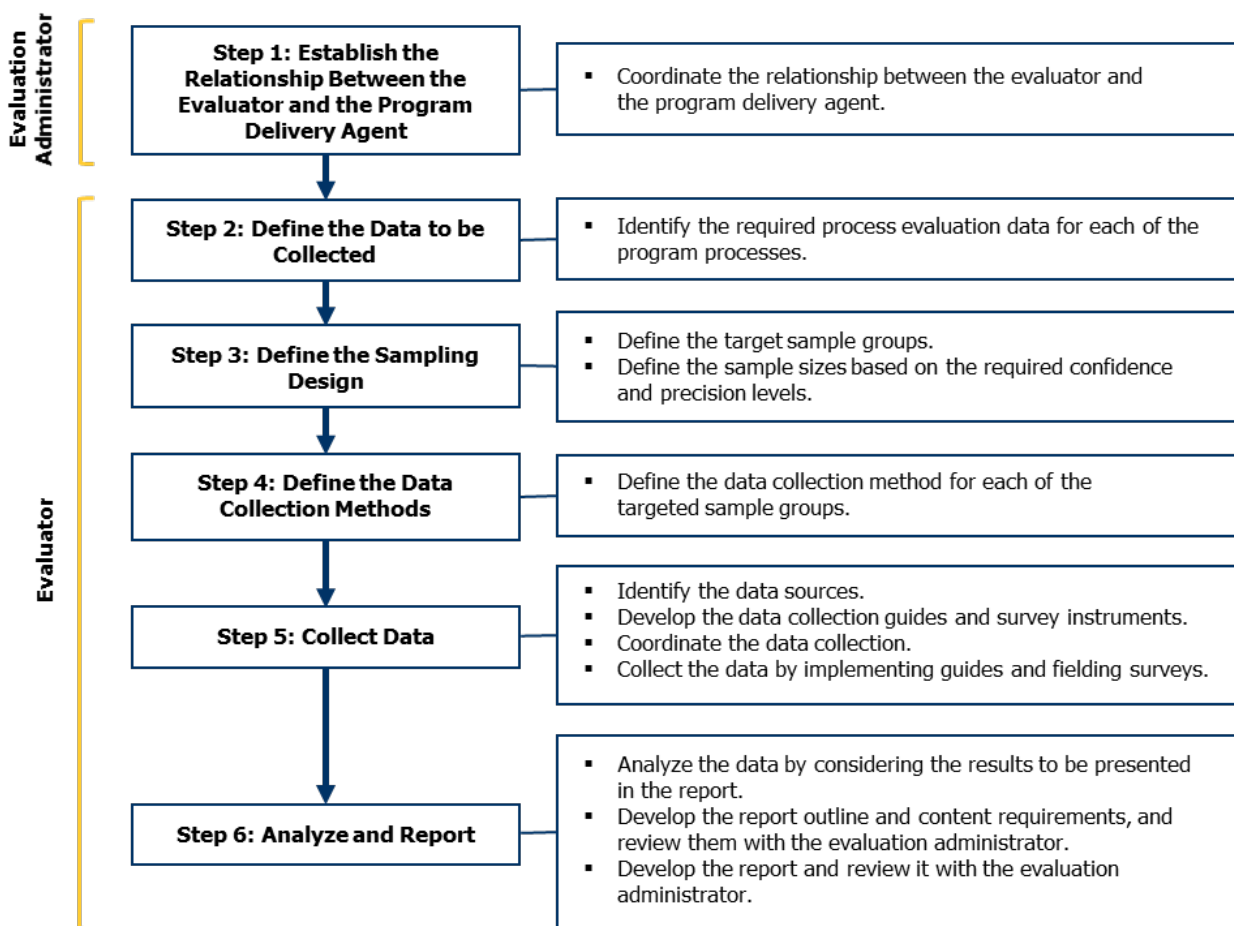 Evaluation
Administrator
Step 1: Establish the
Relationship Between the
Evaluator and the Program
Delivery Agent
▪ Coordinate the relationship between the evaluator and
the program delivery agent.
Evaluator
Step 2: Define the Data to be
Collected
▪ Identify the required process evaluation data for each of the
program processes.
Step 3: Define the Sampling
Design
▪ Define the target sample groups.
▪ Define the sample sizes based on the required confidence
and precision levels.
Step 4: Define the Data
Collection Methods
▪ Define the data collection method for each of the
targeted sample groups.
Step 5: Collect Data
▪ Identify the data sources.
▪ Develop the data collection guides and survey instruments.
▪ Coordinate the data collection.
▪ Collect the data by implementing guides and fielding surveys.
Step 6: Analyze and Report
▪ Analyze the data by considering the results to be presented
in the report.
▪ Develop the report outline and content requirements, and
review them with the evaluation administrator.
▪ Develop the report and review it with the evaluation
administrator.